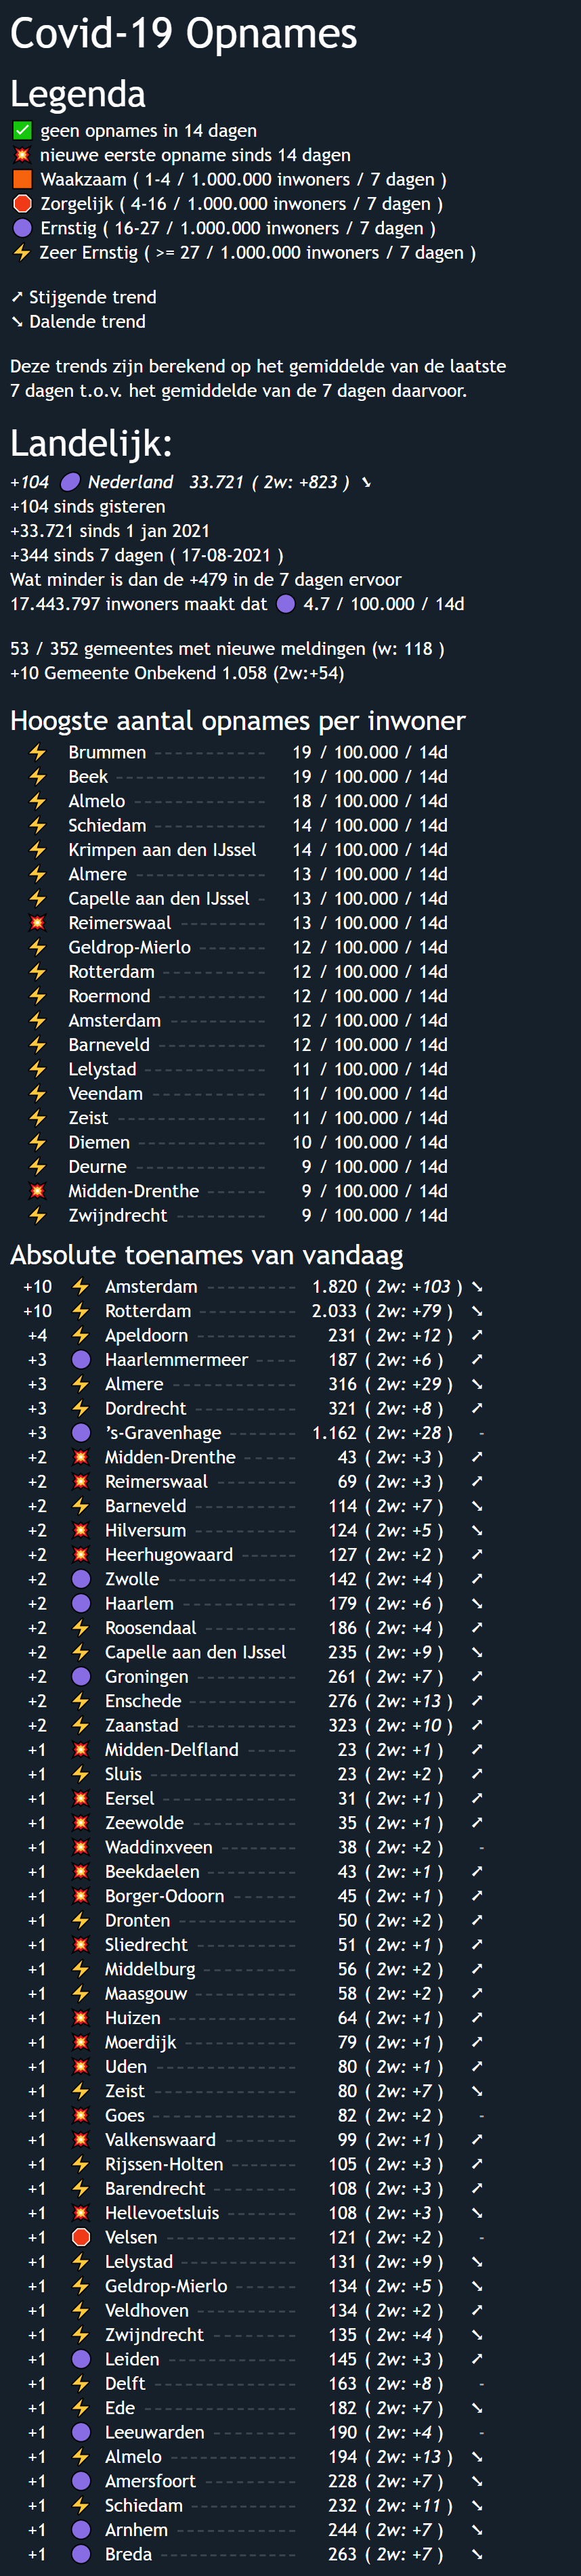 Covid-19 Opnames
Legenda
✅ geen opnames in 14 dagen
💥 nieuwe eerste opname sinds 14 dagen
🟧 Waakzaam ( 1-4 / 1.000.000 inwoners / 7 dagen )
🛑 Zorgelijk ( 4-16 / 1.000.000 inwoners / 7 dagen )
🟣 Ernstig ( 16-27 / 1.000.000 inwoners / 7 dagen )
⚡ Zeer Ernstig ( >= 27 / 1.000.000 inwoners / 7 dagen )
➚ Stijgende trend
➘ Dalende trend
Deze trends zijn berekend op het gemiddelde van de laatste
7 dagen t.o.v. het gemiddelde van de 7 dagen daarvoor.
Landelijk:
+104 🟣 Nederland 33.721 ( 2w: +823 ) ➘
+104 sinds gisteren
+33.721 sinds 1 jan 2021
+344 sinds 7 dagen ( 17-08-2021 )
Wat minder is dan de +479 in de 7 dagen ervoor
17.443.797 inwoners maakt dat 🟣 4.7 / 100.000 / 14d
53 / 352 gemeentes met nieuwe meldingen (w: 118 )
+10 Gemeente Onbekend 1.058 (2w:+54)
Hoogste aantal opnames per inwoner
⚡ Brummen ---------- 19 / 100.000 / 14d
⚡ Beek -------------- 19 / 100.000 / 14d
⚡ Almelo ------------ 18 / 100.000 / 14d
⚡ Schiedam ---------- 14 / 100.000 / 14d
⚡ Krimpen aan den IJssel 14 / 100.000 / 14d
⚡ Almere ------------ 13 / 100.000 / 14d
⚡ Capelle aan den IJssel - 13 / 100.000 / 14d
💥 Reimerswaal -------- 13 / 100.000 / 14d
⚡ Geldrop-Mierlo ------ 12 / 100.000 / 14d
⚡ Rotterdam ---------- 12 / 100.000 / 14d
⚡ Roermond ---------- 12 / 100.000 / 14d
⚡ Amsterdam --------- 12 / 100.000 / 14d
⚡ Barneveld ---------- 12 / 100.000 / 14d
⚡ Lelystad ----------- 11 / 100.000 / 14d
⚡ Veendam ---------- 11 / 100.000 / 14d
⚡ Zeist -------------- 11 / 100.000 / 14d
⚡ Diemen ------------ 10 / 100.000 / 14d
⚡ Deurne ------------ 9 / 100.000 / 14d
💥 Midden-Drenthe ----- 9 / 100.000 / 14d
⚡ Zwijndrecht -------- 9 / 100.000 / 14d
Absolute toenames van vandaag
+10 ⚡ Amsterdam --------- 1.820 ( 2w: +103 ) ➘
+10 ⚡ Rotterdam ---------- 2.033 ( 2w: +79 ) ➘
+4 ⚡ Apeldoorn ---------- 231 ( 2w: +12 ) ➚
+3 🟣 Haarlemmermeer ---- 187 ( 2w: +6 ) ➚
+3 ⚡ Almere ------------ 316 ( 2w: +29 ) ➘
+3 ⚡ Dordrecht ---------- 321 ( 2w: +8 ) ➚
+3 🟣 's-Gravenhage ------- 1.162 ( 2w: +28 ) -
+2 💥 Midden-Drenthe ----- 43 ( 2w: +3 ) ➚
+2 💥 Reimerswaal -------- 69 ( 2w: +3 ) ➚
+2 ⚡ Barneveld ---------- 114 ( 2w: +7 ) ➘
+2 💥 Hilversum ---------- 124 ( 2w: +5 ) ➘
+2 💥 Heerhugowaard ------ 127 ( 2w: +2 ) ➚
+2 🟣 Zwolle ------------ 142 ( 2w: +4 ) ➚
+2 🟣 Haarlem ----------- 179 ( 2w: +6 ) ➘
+2 ⚡ Roosendaal --------- 186 ( 2w: +4 ) ➚
+2 ⚡ Capelle aan den IJssel 235 ( 2w: +9 ) ➘
+2 🟣 Groningen ---------- 261 ( 2w: +7 ) ➚
+2 ⚡ Enschede ----------- 276 ( 2w: +13 ) ➚
+2 ⚡ Zaanstad ----------- 323 ( 2w: +10 ) ➚
+1 💥 Midden-Delfland ----- 23 ( 2w: +1 ) ➚
+1 ⚡ Sluis -------------- 23 ( 2w: +2 ) ➚
+1 💥 Eersel ------------- 31 ( 2w: +1 ) ➚
+1 💥 Zeewolde ---------- 35 ( 2w: +1 ) ➚
+1 💥 Waddinxveen ------- 38 ( 2w: +2 ) -
+1 💥 Beekdaelen --------- 43 ( 2w: +1 ) ➚
+1 💥 Borger-Odoorn ------ 45 ( 2w: +1 ) ➚
+1 ⚡ Dronten ----------- 50 ( 2w: +2 ) ➚
+1 💥 Sliedrecht ---------- 51 ( 2w: +1 ) ➚
+1 ⚡ Middelburg --------- 56 ( 2w: +2 ) ➚
+1 ⚡ Maasgouw ---------- 58 ( 2w: +2 ) ➚
+1 💥 Huizen ------------ 64 ( 2w: +1 ) ➚
+1 💥 Moerdijk ----------- 79 ( 2w: +1 ) ➚
+1 💥 Uden -------------- 80 ( 2w: +1 ) ➚
+1 ⚡ Zeist -------------- 80 ( 2w: +7 ) ➘
+1 💥 Goes -------------- 82 ( 2w: +2 ) -
+1 💥 Valkenswaard ------- 99 ( 2w: +1 ) ➚
+1 ⚡ Rijssen-Holten ------- 105 ( 2w: +3 ) ➚
+1 ⚡ Barendrecht -------- 108 ( 2w: +3 ) ➚
+1 💥 Hellevoetsluis ------- 108 ( 2w: +3 ) ➘
+1 🛑 Velsen ------------- 121 ( 2w: +2 ) -
+1 ⚡ Lelystad ----------- 131 ( 2w: +9 ) ➘
+1 ⚡ Geldrop-Mierlo ------ 134 ( 2w: +5 ) ➘
+1 ⚡ Veldhoven ---------- 134 ( 2w: +2 ) ➚
+1 ⚡ Zwijndrecht -------- 135 ( 2w: +4 ) ➘
+1 🟣 Leiden ------------ 145 ( 2w: +3 ) ➚
+1 ⚡ Delft -------------- 163 ( 2w: +8 ) -
+1 ⚡ Ede --------------- 182 ( 2w: +7 ) ➘
+1 🟣 Leeuwarden -------- 190 ( 2w: +4 ) -
+1 ⚡ Almelo ------------ 194 ( 2w: +13 ) ➘
+1 🟣 Amersfoort --------- 228 ( 2w: +7 ) ➘
+1 ⚡ Schiedam ---------- 232 ( 2w: +11 ) ➘
+1 🟣 Arnhem ----------- 244 ( 2w: +7 ) ➘
+1 🟣 Breda ------------- 263 ( 2w: +7 ) ➘